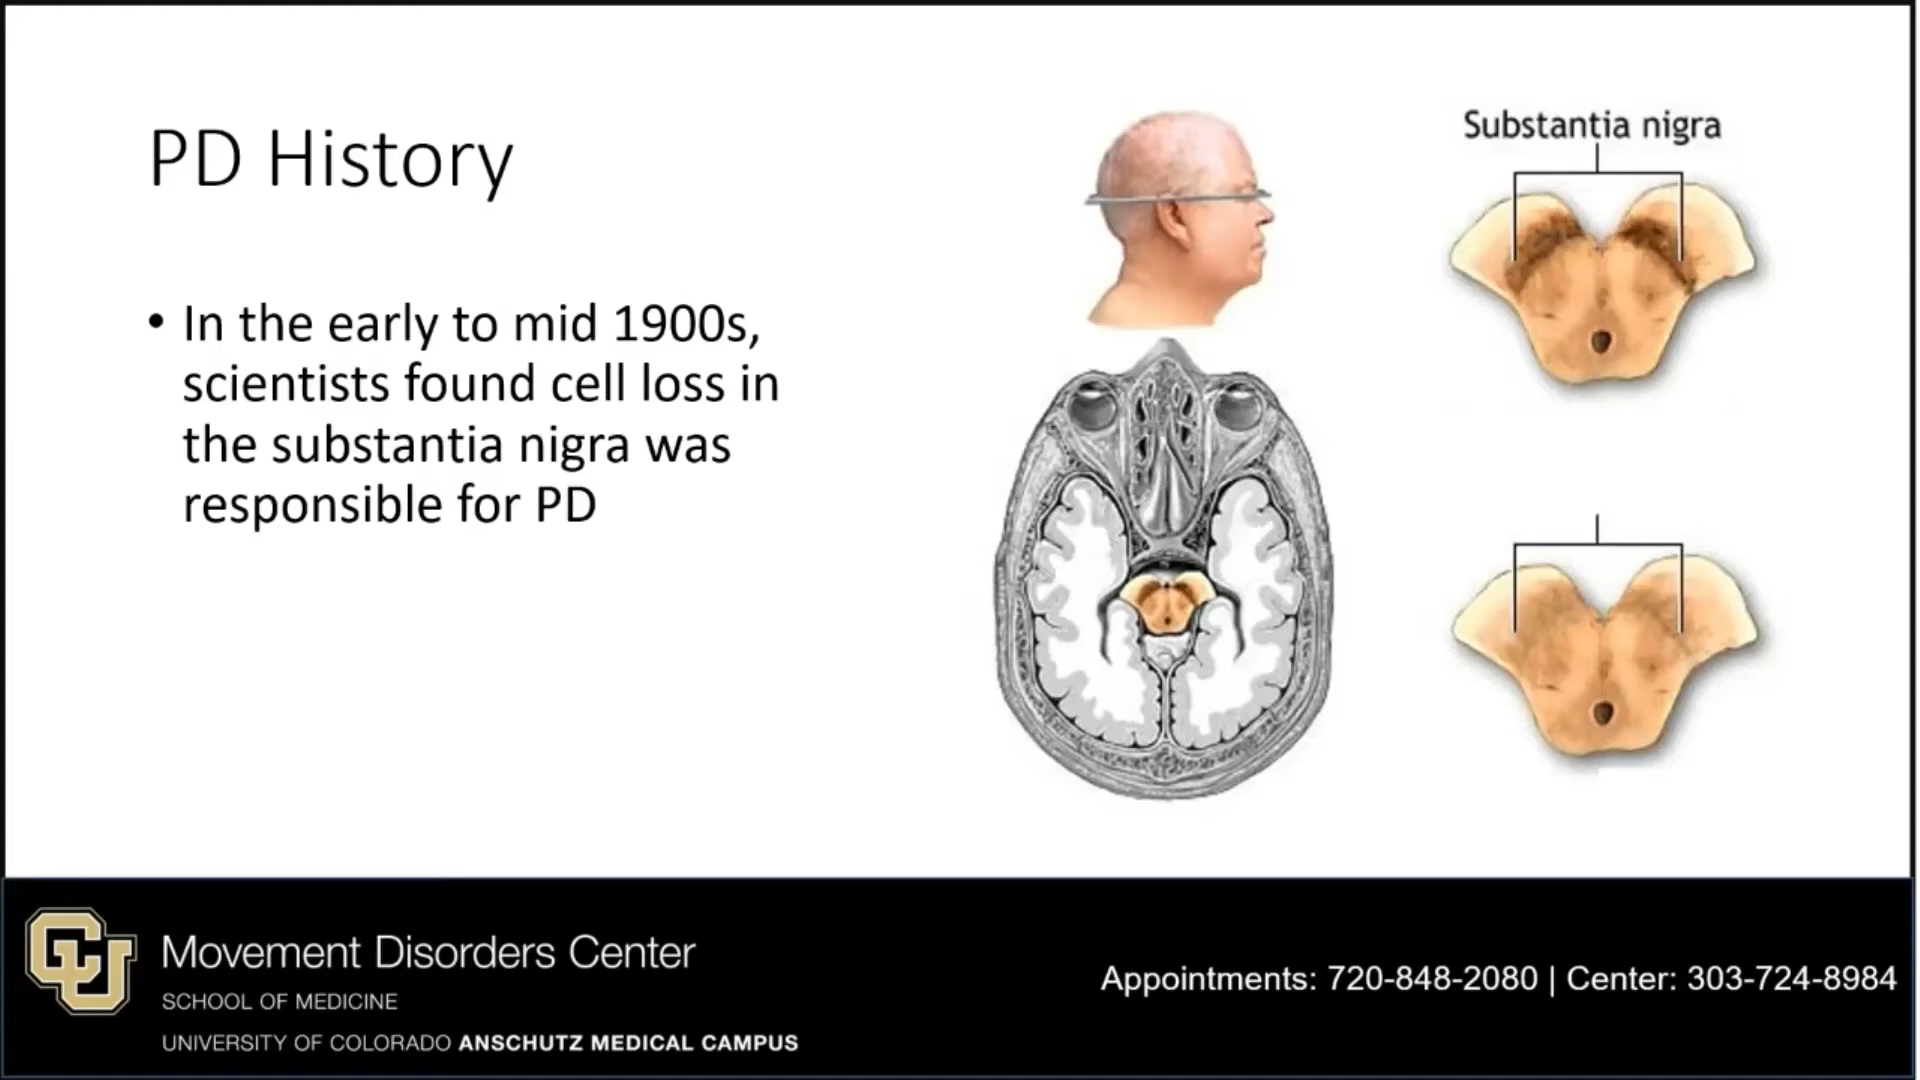 PD History
• In the early to mid 1900s,
scientists found cell loss in
the substantia nigra was
responsible for PD
Substantia nigra
CU
Movement Disorders Center
SCHOOL OF MEDICINE
UNIVERSITY OF COLORADO ANSCHUTZ MEDICAL CAMPUS
Appointments: 720-848-2080 | Center: 303-724-8984